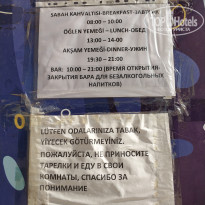 TopHotels
SABAH KAHVALTISI-BREAKFAST-ЗАВТРАК
08:00 – 10:00
ÖĞLEN YEMEĞİ – LUNCH-ОБЕД
13:00 – 14:00
AKŞAM YEMEĞİ-DINNER-УЖИН
19:30 – 21:00
BAR: 10:00 – 21:00 (ВРЕМЯ ОТКРЫТИЯ-
ЗАКРЫТИЯ БАРА ДЛЯ БЕЗАЛКОГОЛЬНЫХ
НАПИТКОВ)
LÜTFEN ODALARINIZA TABAK,
YİYECEK GÖTÜRMEYİNİZ.
ПОЖАЛУЙСТА, НЕ ПРИНОСИТЕ
ТАРЕЛКИ И ЕДУ В СВОИ
КОМНАТЫ, СПАСИБО ЗА
ПОНИМАНИЕ